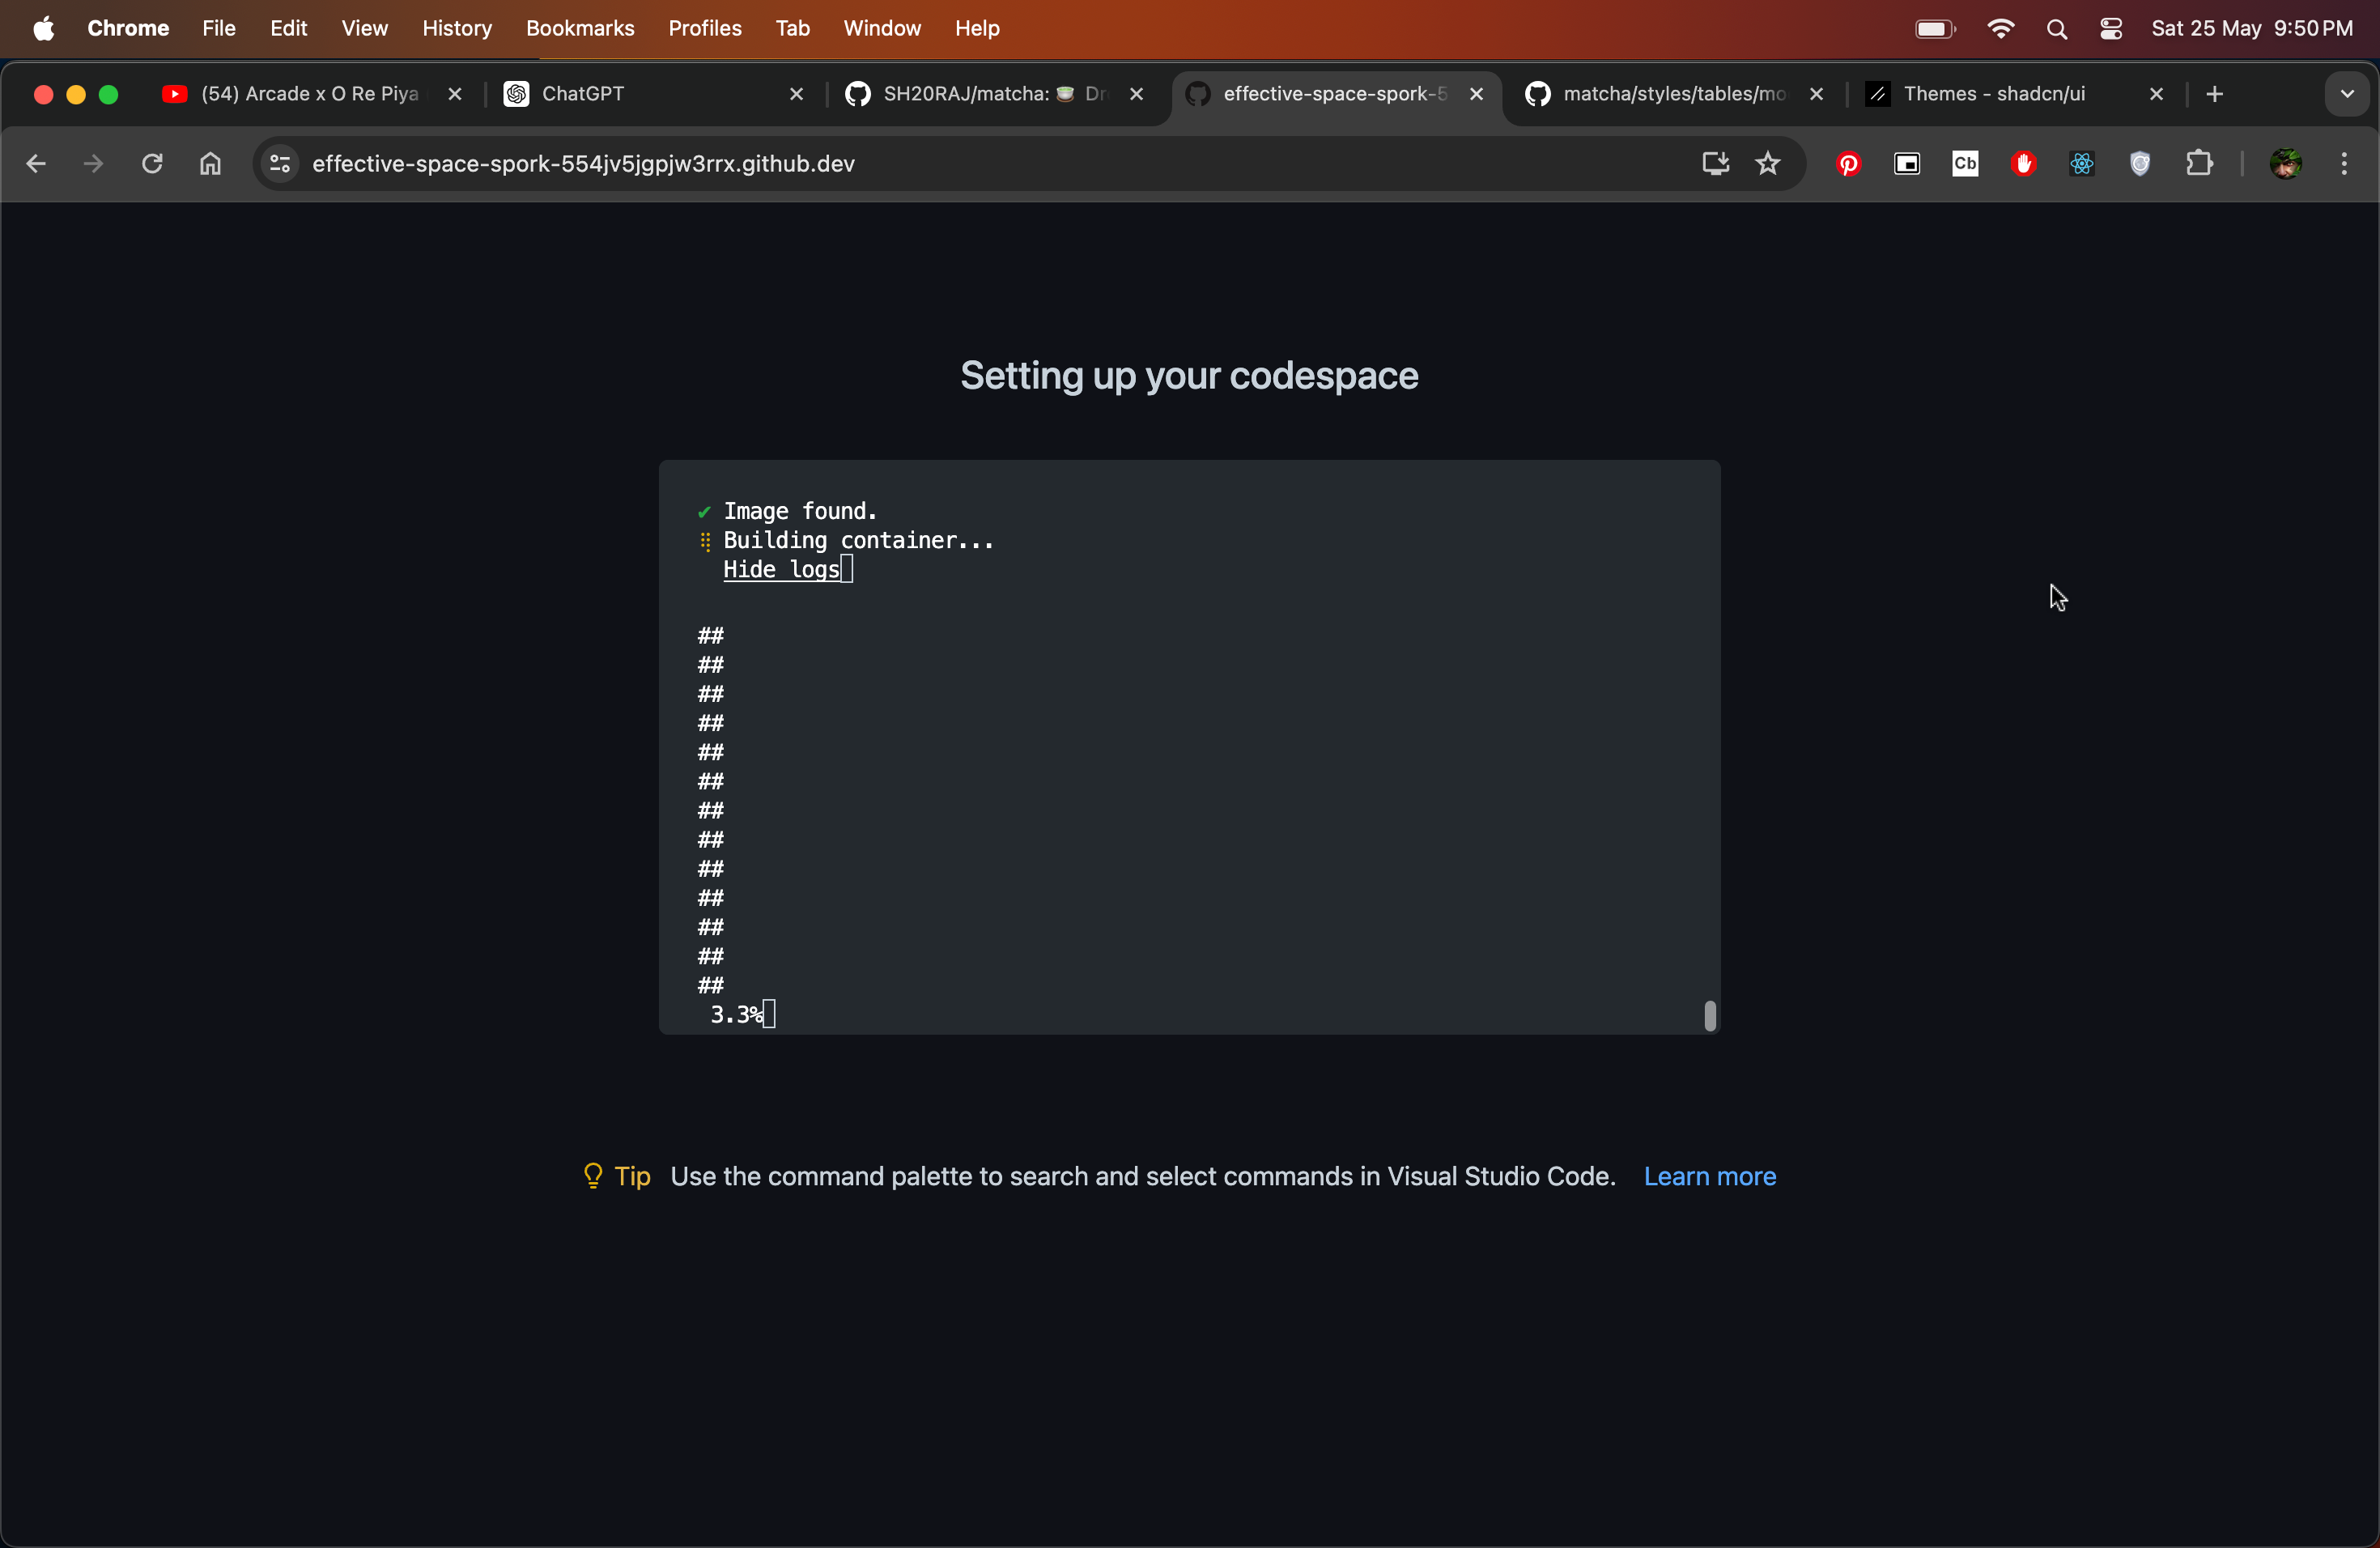 Chrome File Edit View History Bookmarks Profiles Tab Window Help Sat 25 May 9:50 PM
(54) Arcade x O Re Piya ChatGPT SH20RAJ/matcha: 🍵 Dr effective-space-spork-5 matcha/styles/tables/mo Themes - shadcn/ui
effective-space-spork-554jv5jgpjw3rrx.github.dev Cb
Setting up your codespace
✔ Image found.
⣿ Building container...
Hide logs
##
##
##
##
##
##
##
##
##
##
##
##
##
3.3%
Tip Use the command palette to search and select commands in Visual Studio Code. Learn more